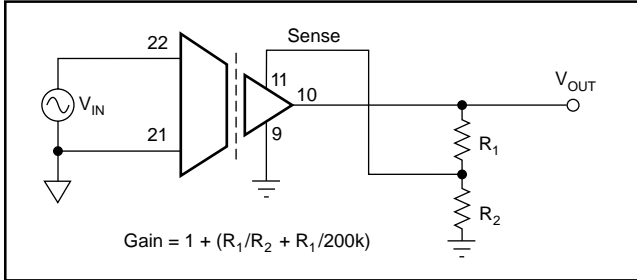 22
Sense
11
V_OUT
10
V_IN
21
9
R_1
R_2
Gain = 1 + (R_1/R_2 + R_1/200k)